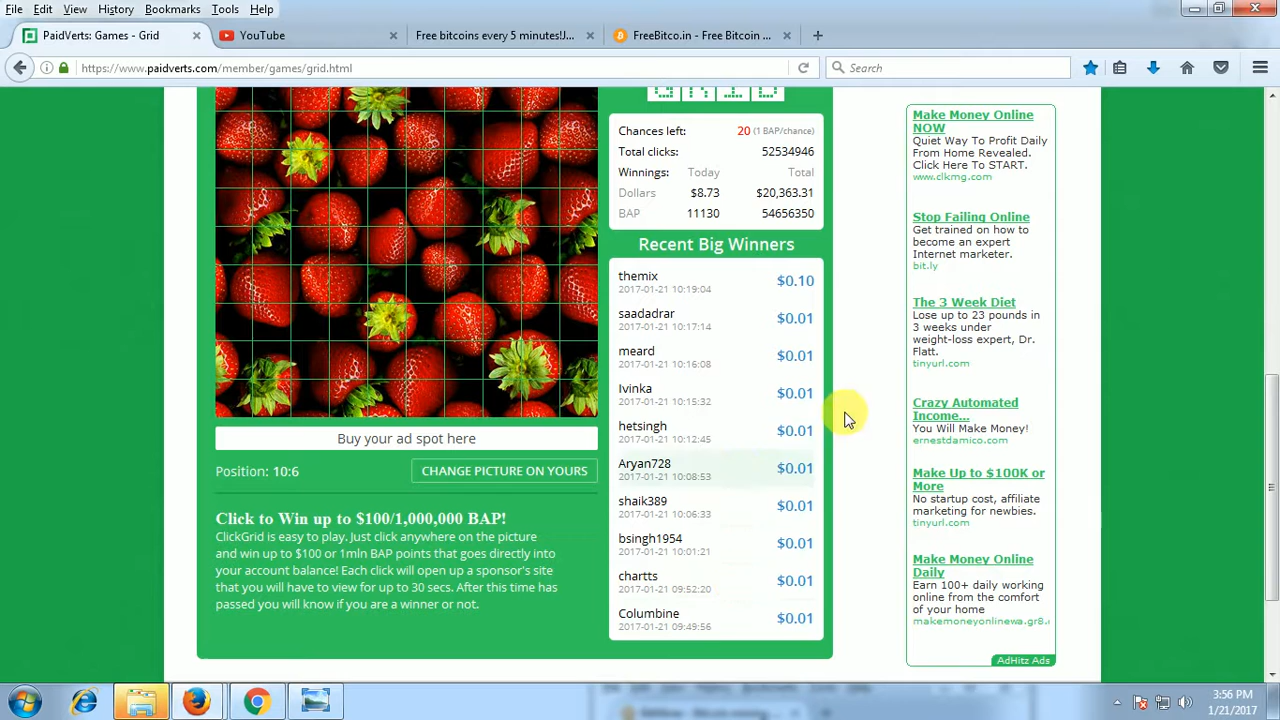 File Edit View History Bookmarks Tools Help
PaidVerts: Games - Grid
YouTube
Free bitcoins every 5 minutes!J...
FreeBitco.in - Free Bitcoin ...
https://www.paidverts.com/member/games/grid.html
Search
GRID
Chances left: 20 (1 BAP/chance)
Total clicks: 52534946
Winnings: Today Total
Dollars $8.73 $20,363.31
BAP 11130 54656350
Recent Big Winners
themix $0.10
2017-01-21 10:19:04
saadadrar $0.01
2017-01-21 10:17:14
meard $0.01
2017-01-21 10:16:08
Ivinka $0.01
2017-01-21 10:15:32
hetsingh $0.01
2017-01-21 10:12:45
Aryan728 $0.01
2017-01-21 10:08:53
shaik389 $0.01
2017-01-21 10:06:33
bsingh1954 $0.01
2017-01-21 10:01:21
chartts $0.01
2017-01-21 09:52:20
Columbine $0.01
2017-01-21 09:49:56
Buy your ad spot here
Position: 10:6
CHANGE PICTURE ON YOURS
Click to Win up to $100/1,000,000 BAP!
ClickGrid is easy to play. Just click anywhere on the picture
and win up to $100 or 1mln BAP points that goes directly into
your account balance! Each click will open up a sponsor's site
that you will have to view for up to 30 secs. After this time has
passed you will know if you are a winner or not.
Make Money Online
NOW
Quiet Way To Profit Daily
From Home Revealed.
Click Here To START.
www.clkmg.com
Stop Failing Online
Get trained on how to
become an expert
Internet marketer.
bit.ly
The 3 Week Diet
Lose up to 23 pounds in
3 weeks under
weight-loss expert, Dr.
Flatt.
tinyurl.com
Crazy Automated
Income...
You Will Make Money!
ernestdamico.com
Make Up to $100K or
More
No startup cost, affiliate
marketing for newbies.
tinyurl.com
Make Money Online
Daily
Earn 100+ daily working
online from the comfort
of your home
makemoneyonlinewa.gr8.
AdHitz Ads
3:56 PM
1/21/2017